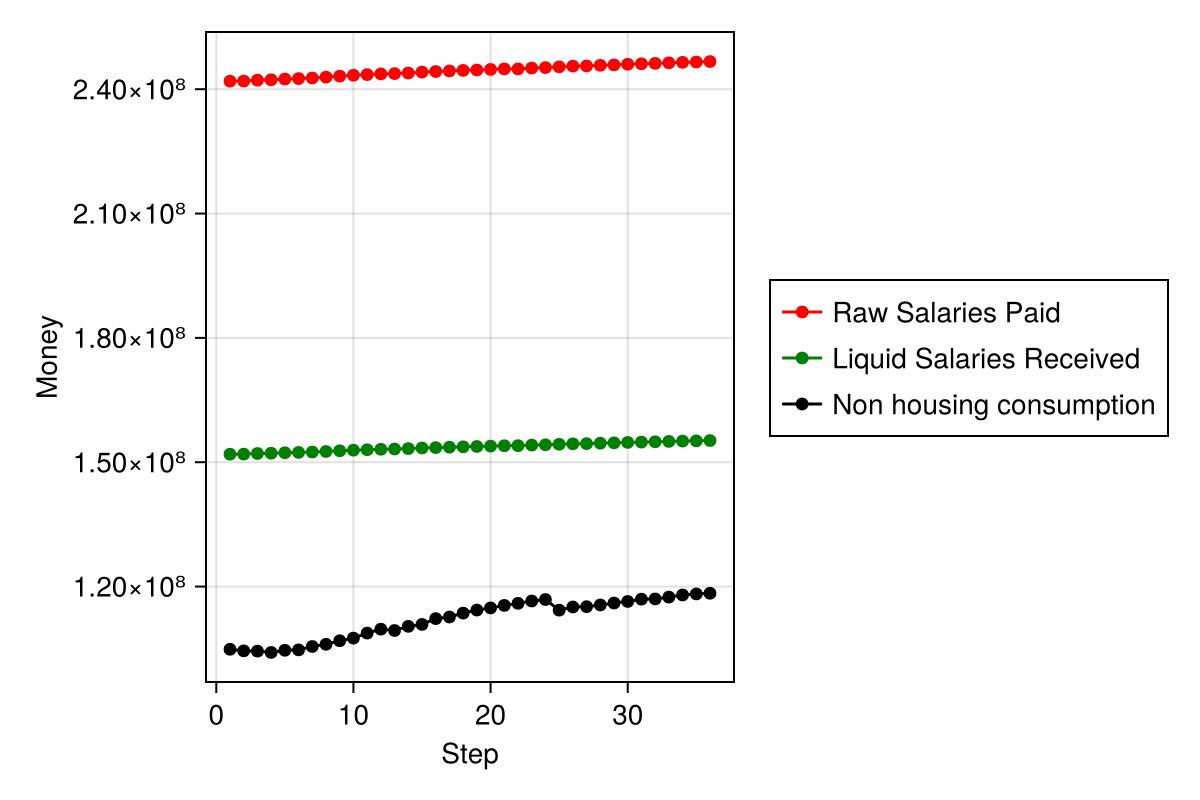 2.40×10⁸
2.10×10⁸
1.80×10⁸
1.50×10⁸
1.20×10⁸
Money
0 10 20 30
Step
Raw Salaries Paid
Liquid Salaries Received
Non housing consumption